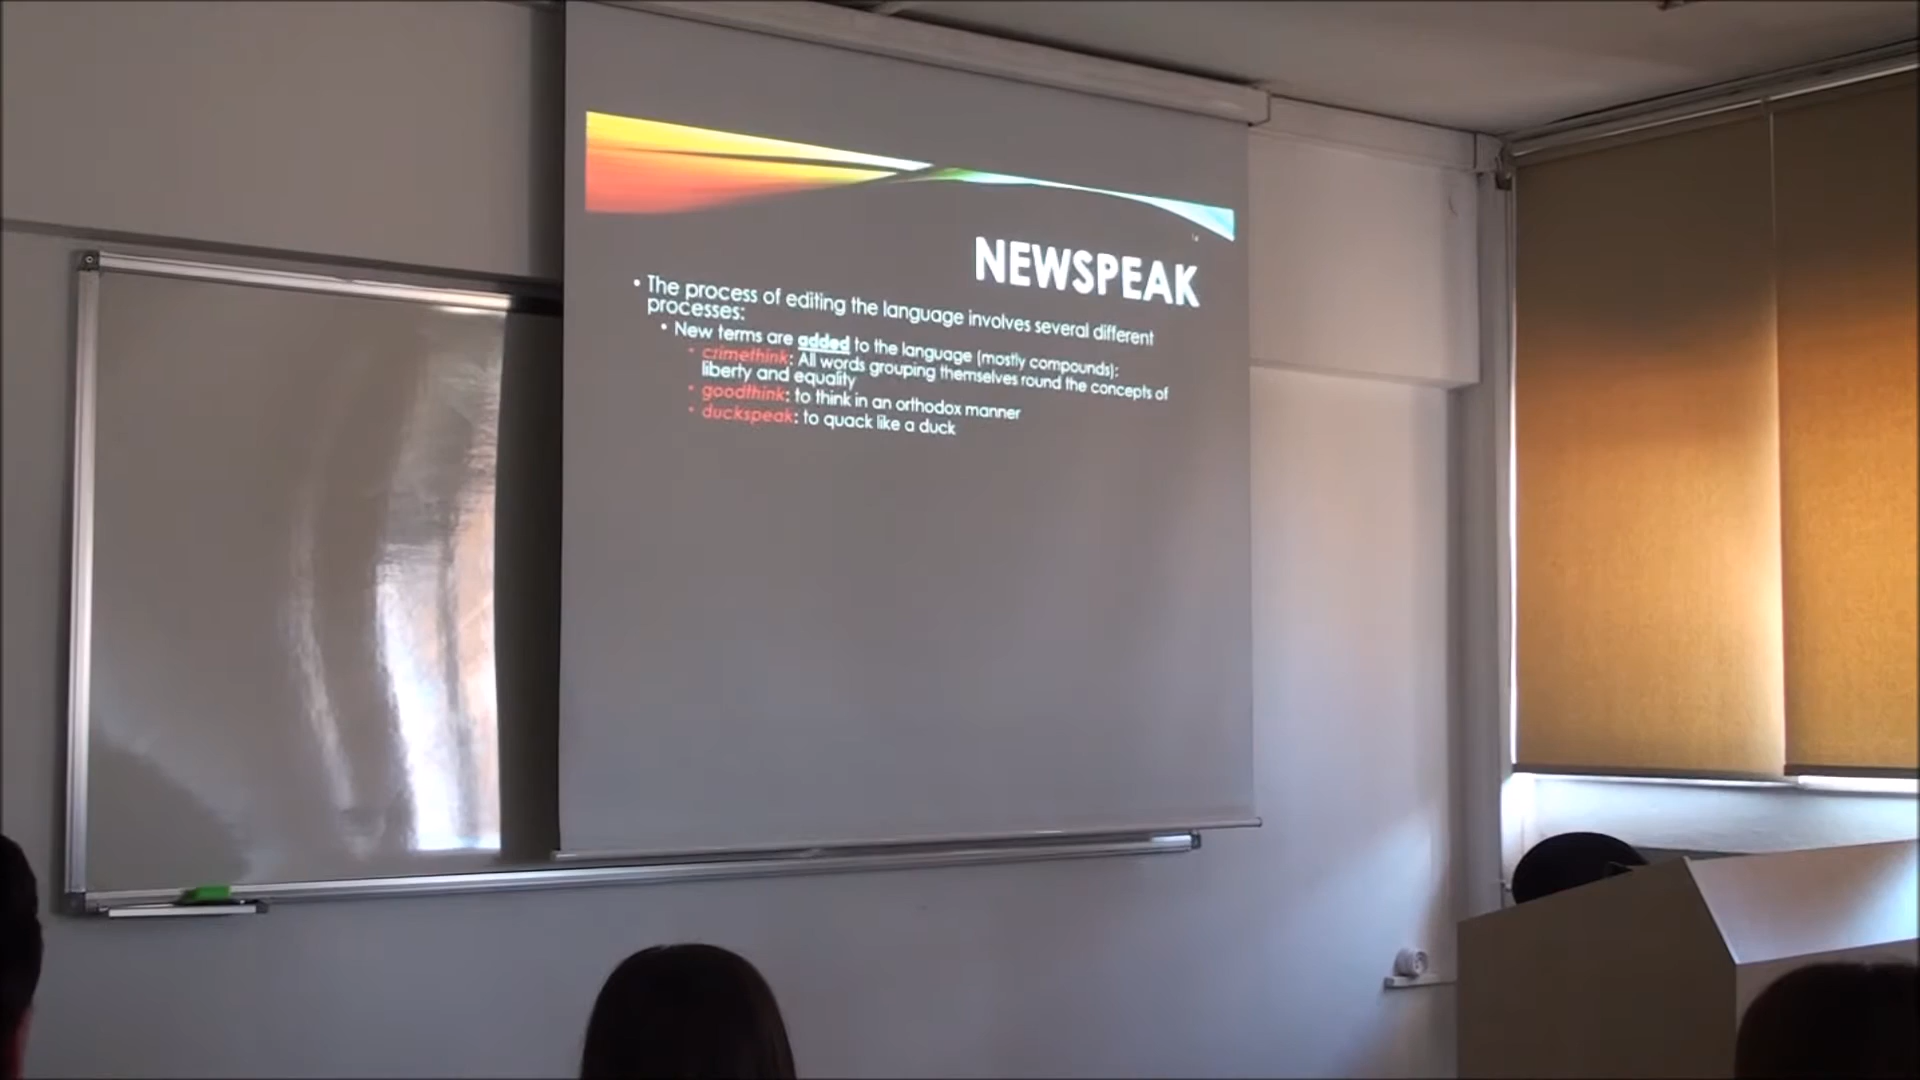 NEWSPEAK
• The process of editing the language involves several different
processes:
• New terms are added to the language (mostly compounds):
• crimethink: All words grouping themselves round the concepts of
liberty and equality
• goodthink: to think in an orthodox manner
• duckspeak: to quack like a duck